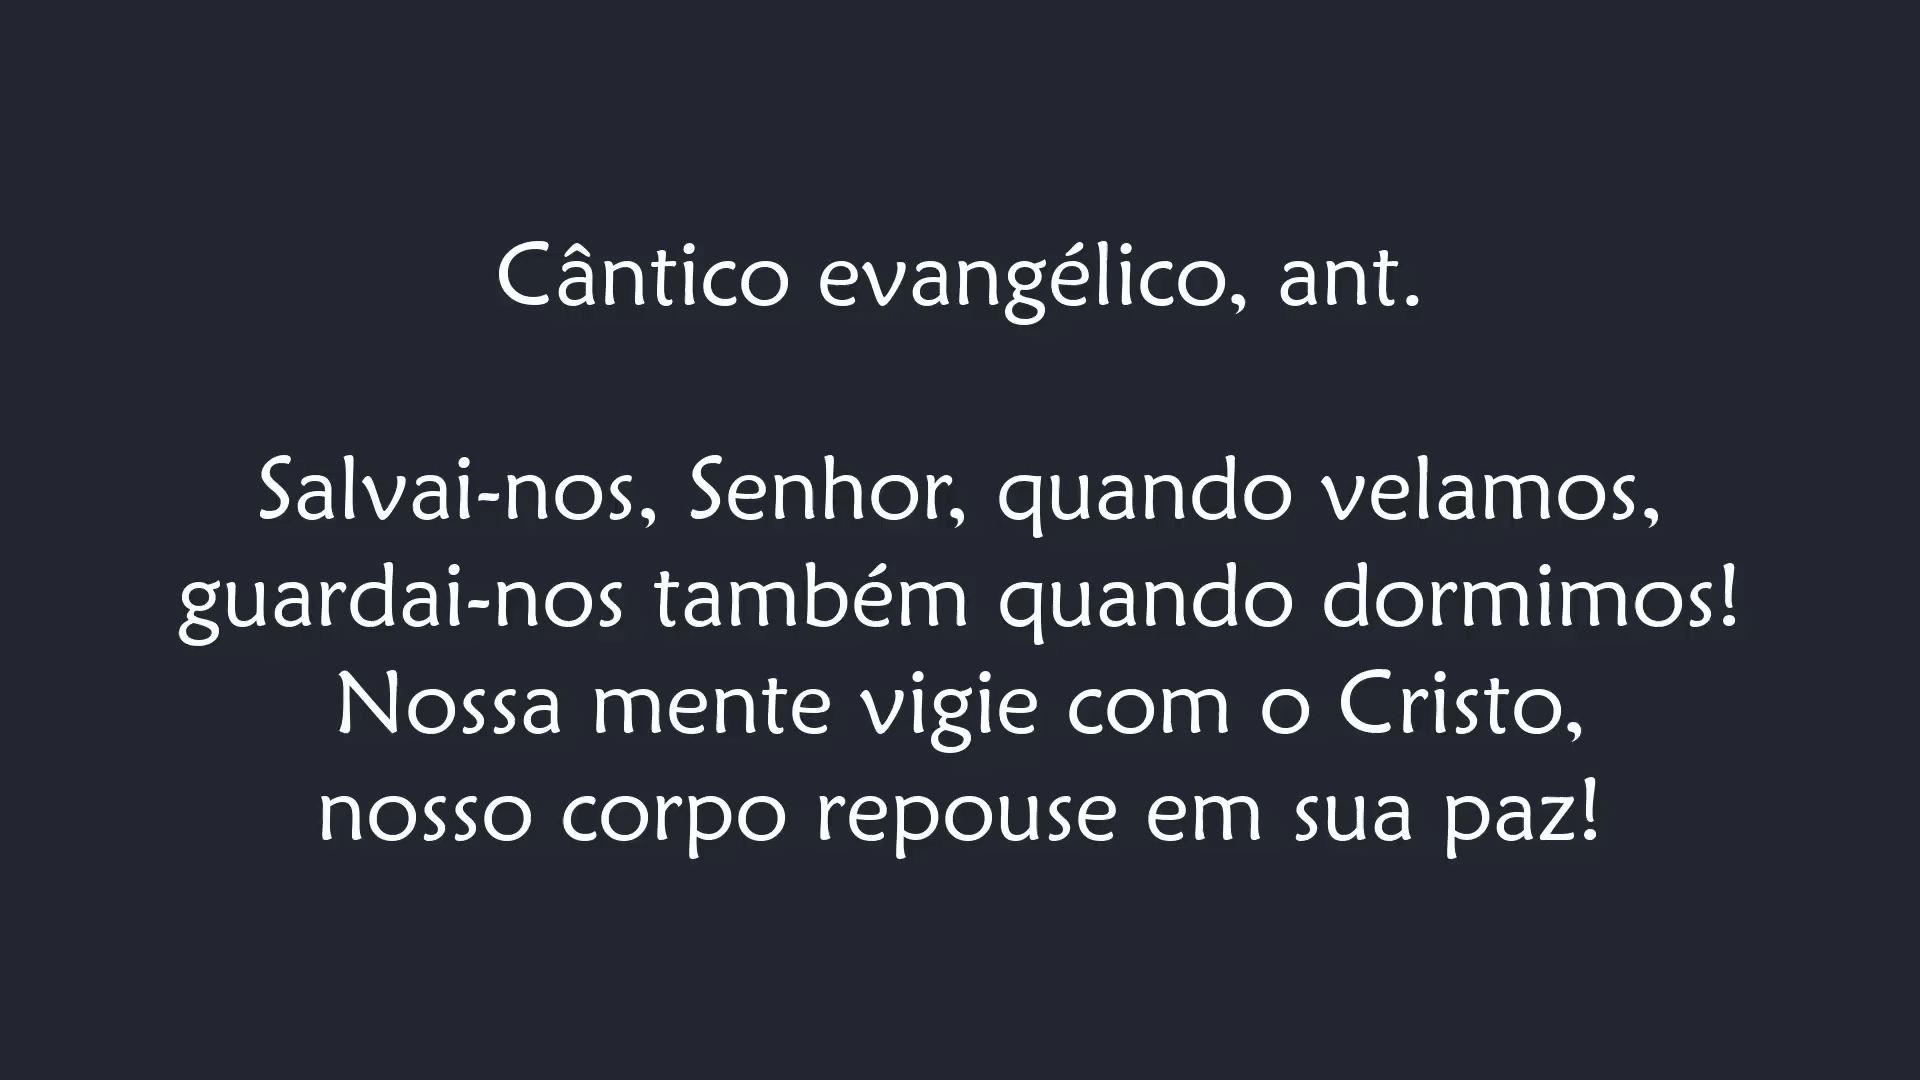 Cântico evangélico, ant.
Salvai-nos, Senhor, quando velamos,
guardai-nos também quando dormimos!
Nossa mente vigie com o Cristo,
nosso corpo repouse em sua paz!